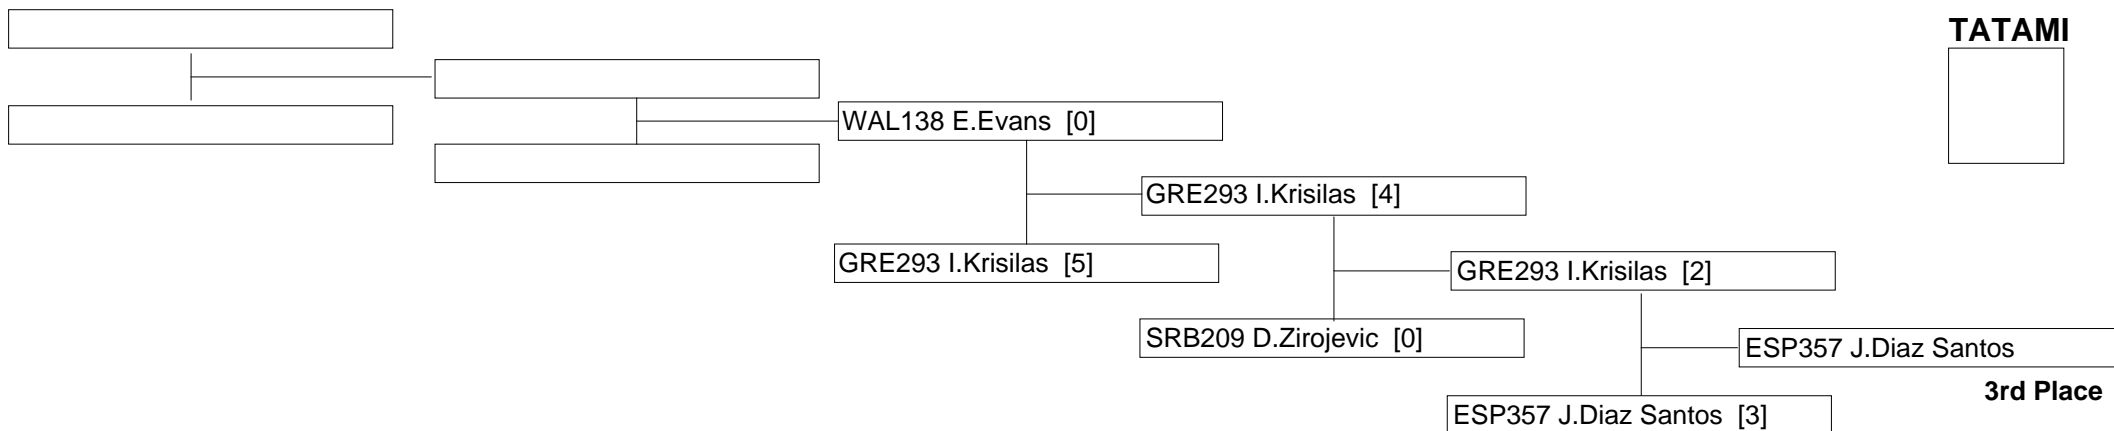 TATAMI
WAL138 E.Evans [0]
GRE293 I.Krisilas [4]
GRE293 I.Krisilas [5]
GRE293 I.Krisilas [2]
SRB209 D.Zirojevic [0]
ESP357 J.Diaz Santos
3rd Place
ESP357 J.Diaz Santos [3]